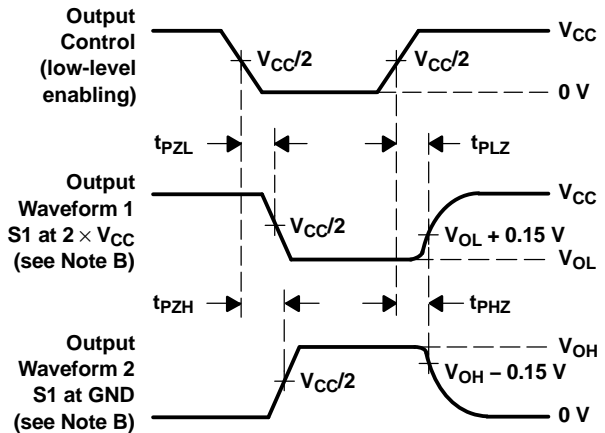 Output
Control
(low-level
enabling)
V_CC/2
V_CC/2
V_CC
0 V
t_PZL
t_PLZ
Output
Waveform 1
S1 at 2 × V_CC
(see Note B)
V_CC/2
V_CC
V_OL + 0.15 V
V_OL
t_PZH
t_PHZ
Output
Waveform 2
S1 at GND
(see Note B)
V_CC/2
V_OH
V_OH − 0.15 V
0 V